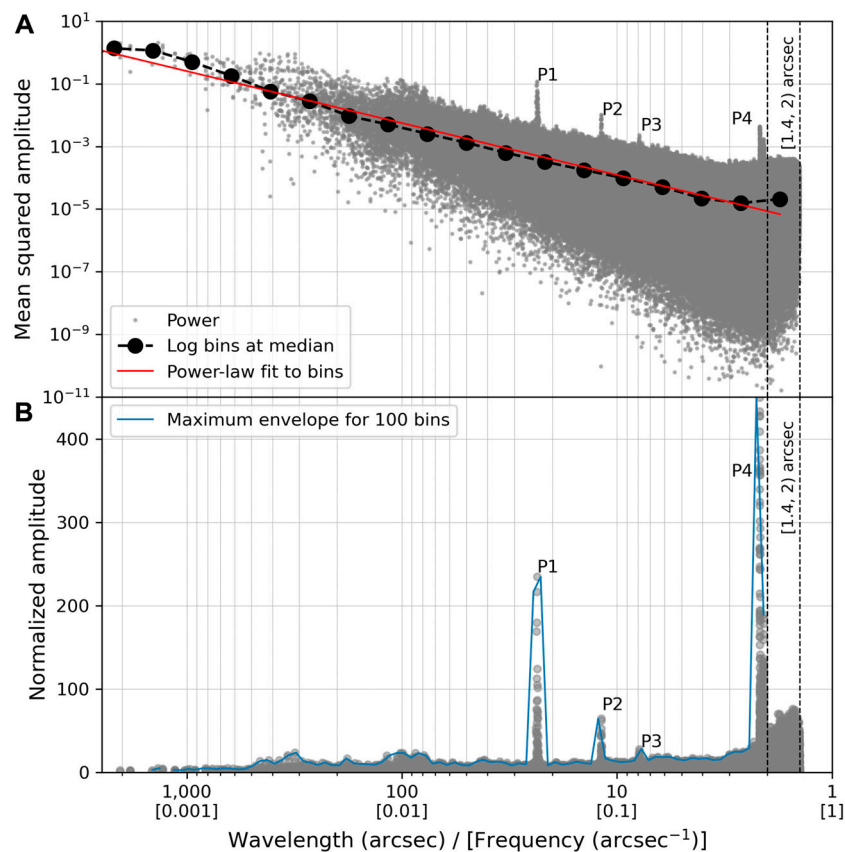 A
Mean squared amplitude
10¹
10⁻¹
10⁻³
10⁻⁵
10⁻⁷
10⁻⁹
10⁻¹¹
P1
P2
P3
P4
[1.4, 2) arcsec
Power
Log bins at median
Power-law fit to bins
B
Maximum envelope for 100 bins
Normalized amplitude
400
300
200
100
0
P1
P2
P3
P4
[1.4, 2) arcsec
1,000 100 10 1
[0.001] [0.01] [0.1] [1]
Wavelength (arcsec) / [Frequency (arcsec⁻¹)]